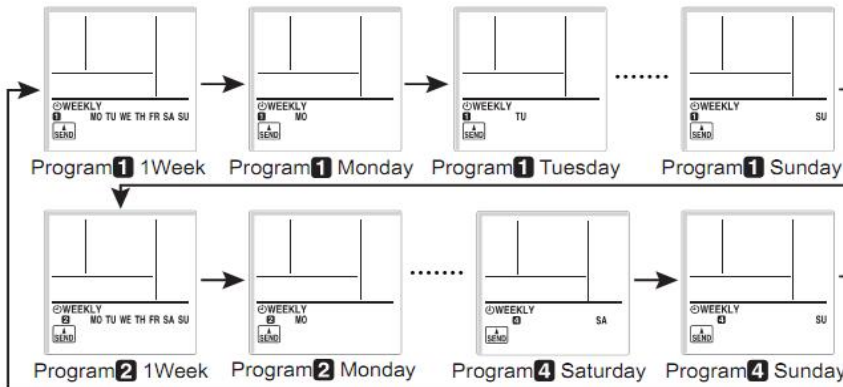 WEEKLY
1 MO TU WE TH FR SA SU
SEND
Program 1 1Week
WEEKLY
1 MO
SEND
Program 1 Monday
WEEKLY
1 TU
SEND
Program 1 Tuesday
········
WEEKLY
1 SU
SEND
Program 1 Sunday
WEEKLY
2 MO TU WE TH FR SA SU
SEND
Program 2 1Week
WEEKLY
2 MO
SEND
Program 2 Monday
········
WEEKLY
4 SA
SEND
Program 4 Saturday
WEEKLY
4 SU
SEND
Program 4 Sunday